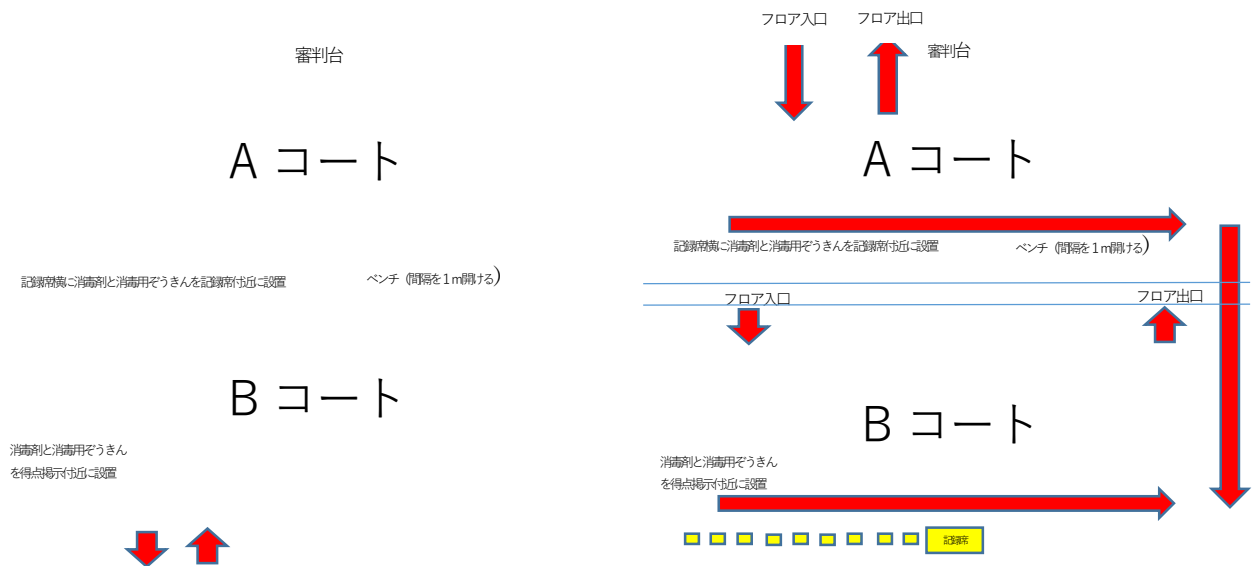 審判台
Ａコート
記録席横に消毒剤と消毒用ぞうきんを記録席付近に設置
ベンチ（間隔を１ｍ開ける）
Ｂコート
消毒剤と消毒用ぞうきん
を得点掲示付近に設置
フロア入口
フロア出口
審判台
Ａコート
記録席横に消毒剤と消毒用ぞうきんを記録席付近に設置
ベンチ（間隔を１ｍ開ける）
フロア入口
フロア出口
Ｂコート
消毒剤と消毒用ぞうきん
を得点掲示付近に設置
記録席